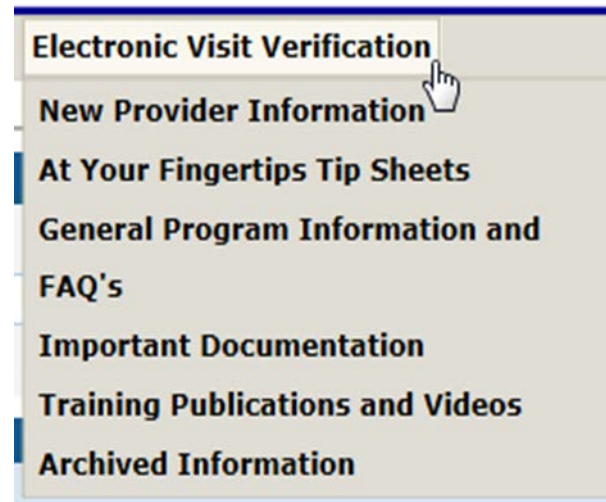 Electronic Visit Verification
New Provider Information
At Your Fingertips Tip Sheets
General Program Information and
FAQ's
Important Documentation
Training Publications and Videos
Archived Information